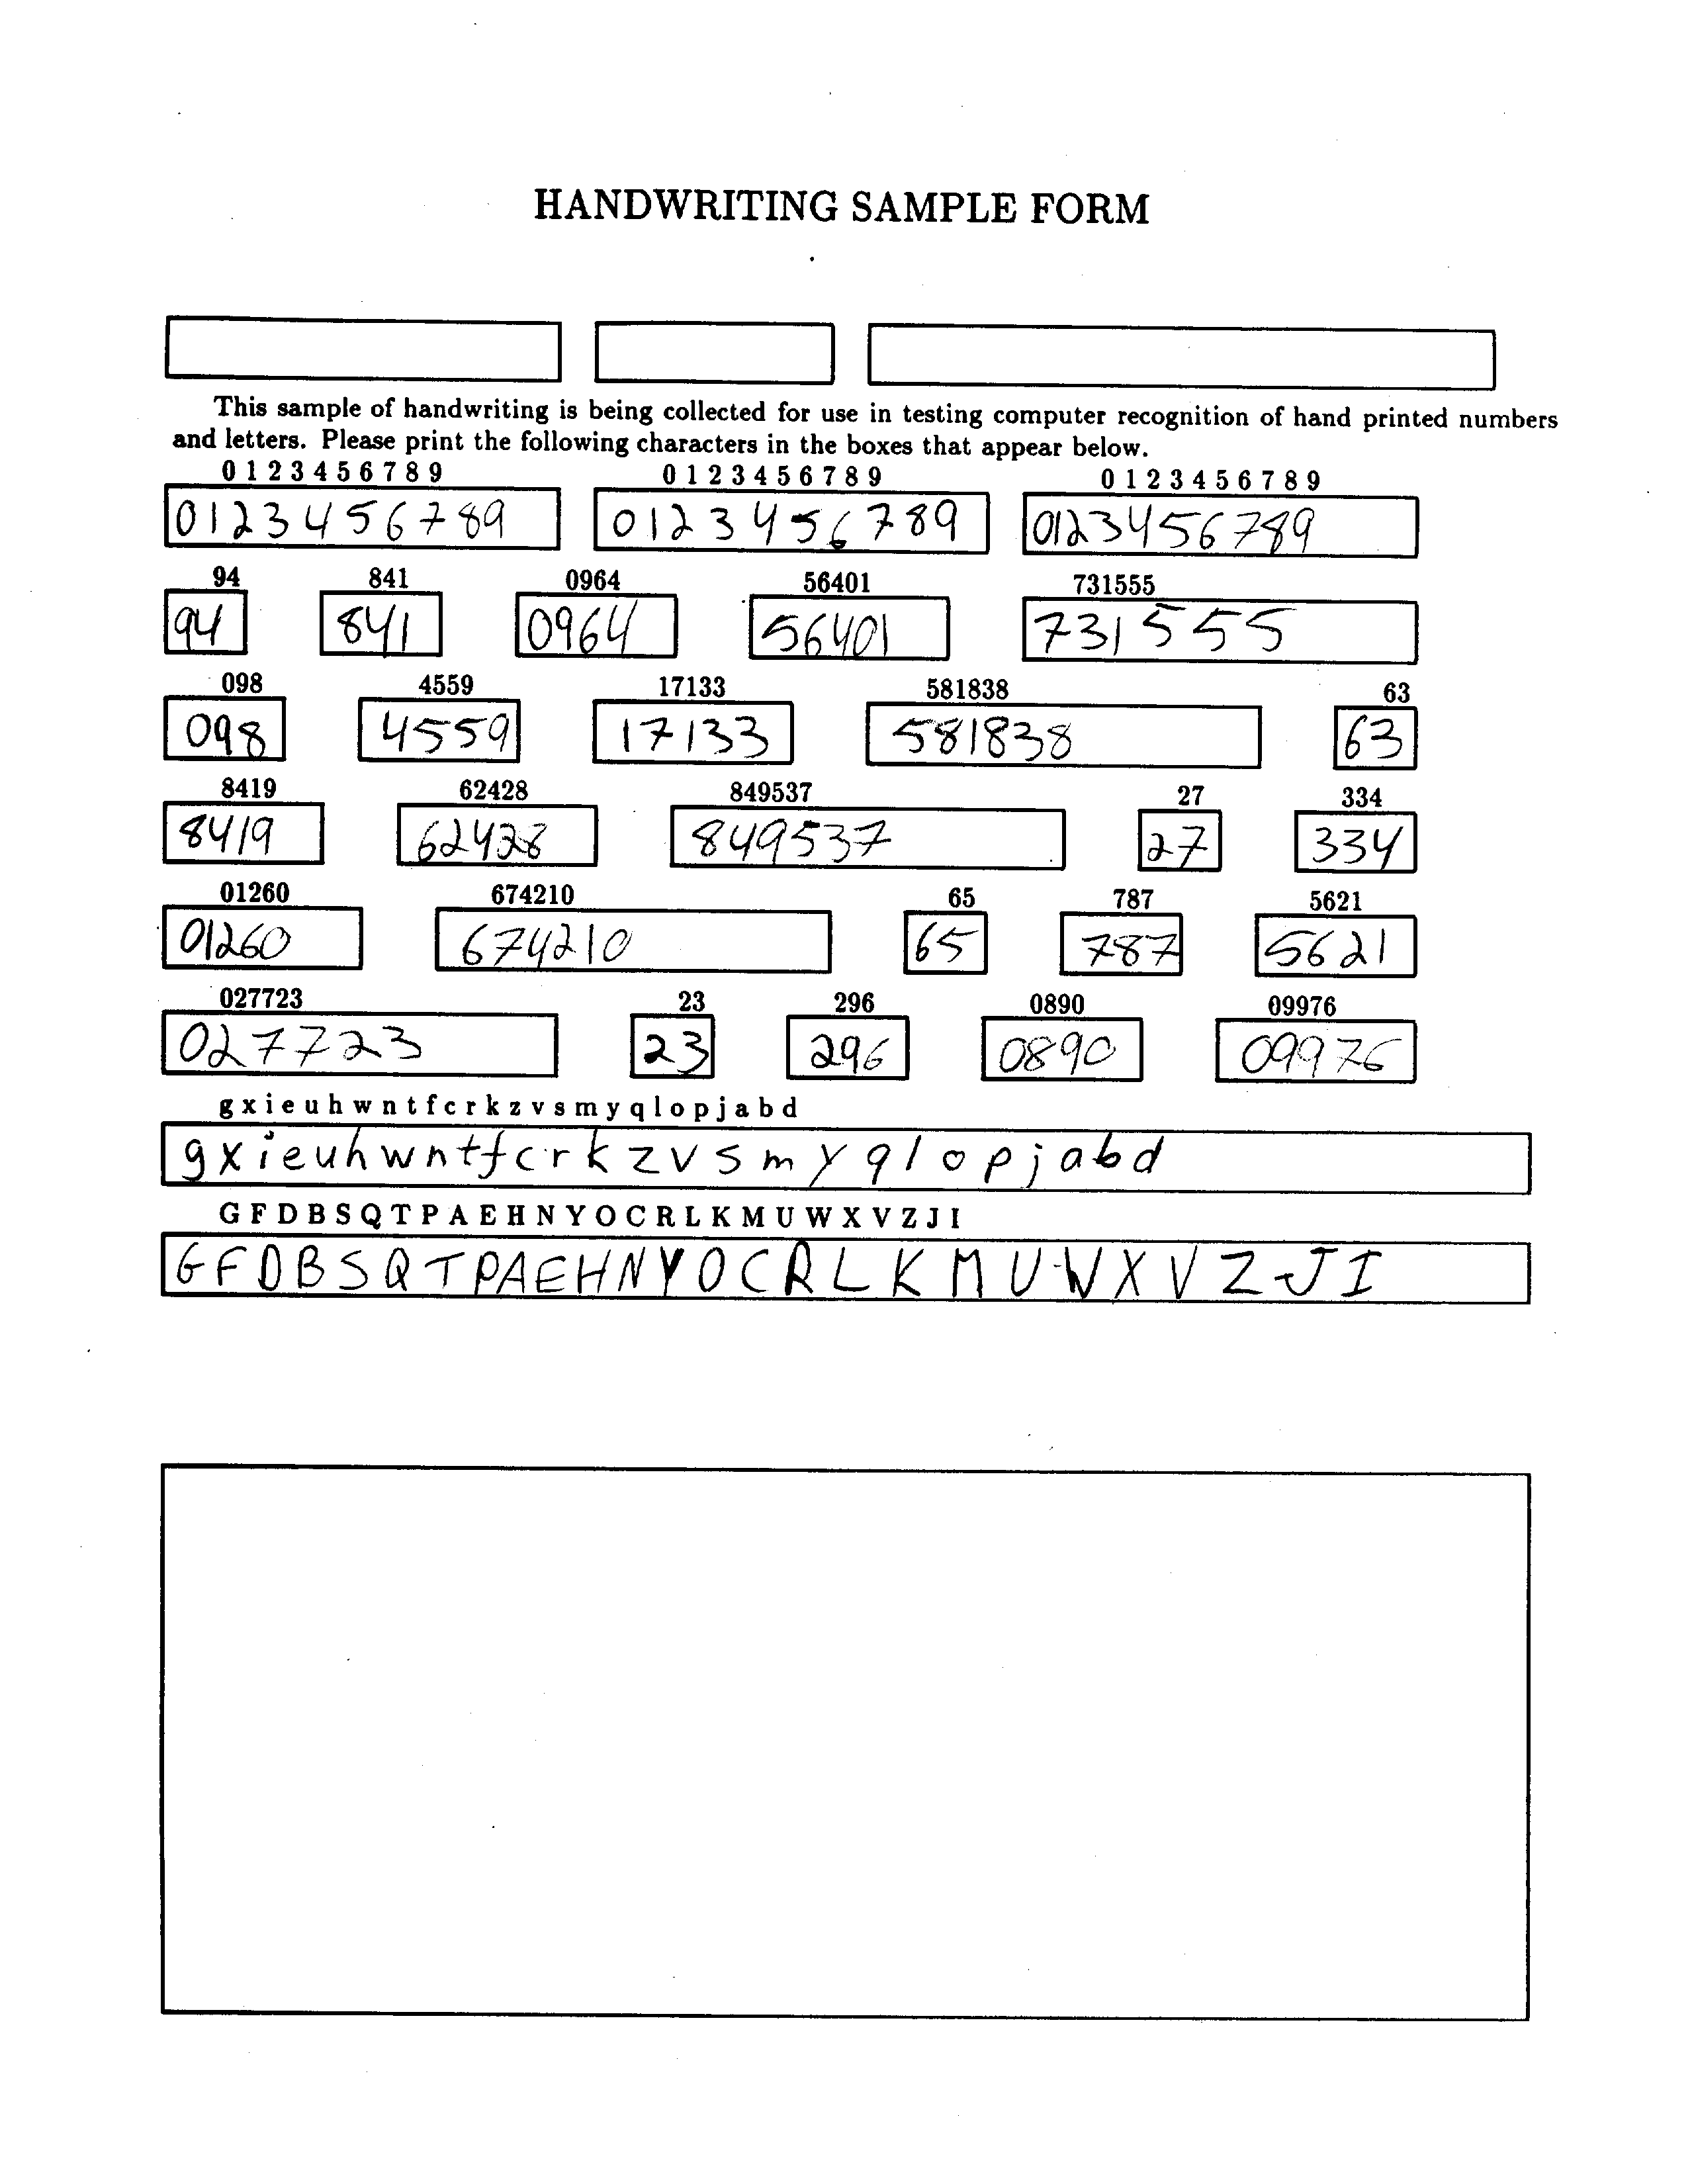 HANDWRITING SAMPLE FORM
This sample of handwriting is being collected for use in testing computer recognition of hand printed numbers
and letters. Please print the following characters in the boxes that appear below.
0 1 2 3 4 5 6 7 8 9 0 1 2 3 4 5 6 7 8 9 0 1 2 3 4 5 6 7 8 9
0123456789 0123456789 0123456789
94 841 0964 56401 731555
94 841 0964 56401 731555
098 4559 17133 581838 63
098 4559 17133 581838 63
8419 62428 849537 27 334
8419 62428 849537 27 334
01260 674210 65 787 5621
01260 674210 65 787 5621
027723 23 296 0890 09976
027723 23 296 0890 09976
g x i e u h w n t f c r k z v s m y q l o p j a b d
g x i e u h w n t f c r k z v s m y q l o p j a b d
G F D B S Q T P A E H N Y O C R L K M U W X V Z J I
G F D B S Q T P A E H N Y O C R L K M U W X V Z J I